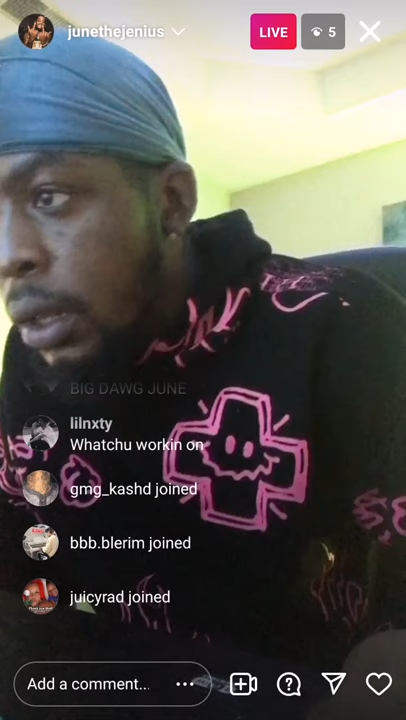 junethejenius
LIVE
5
BIG DAWG JUNE
lilnxty
Whatchu workin on
gmg_kashd joined
bbb.blerim joined
juicyrad joined
Add a comment...